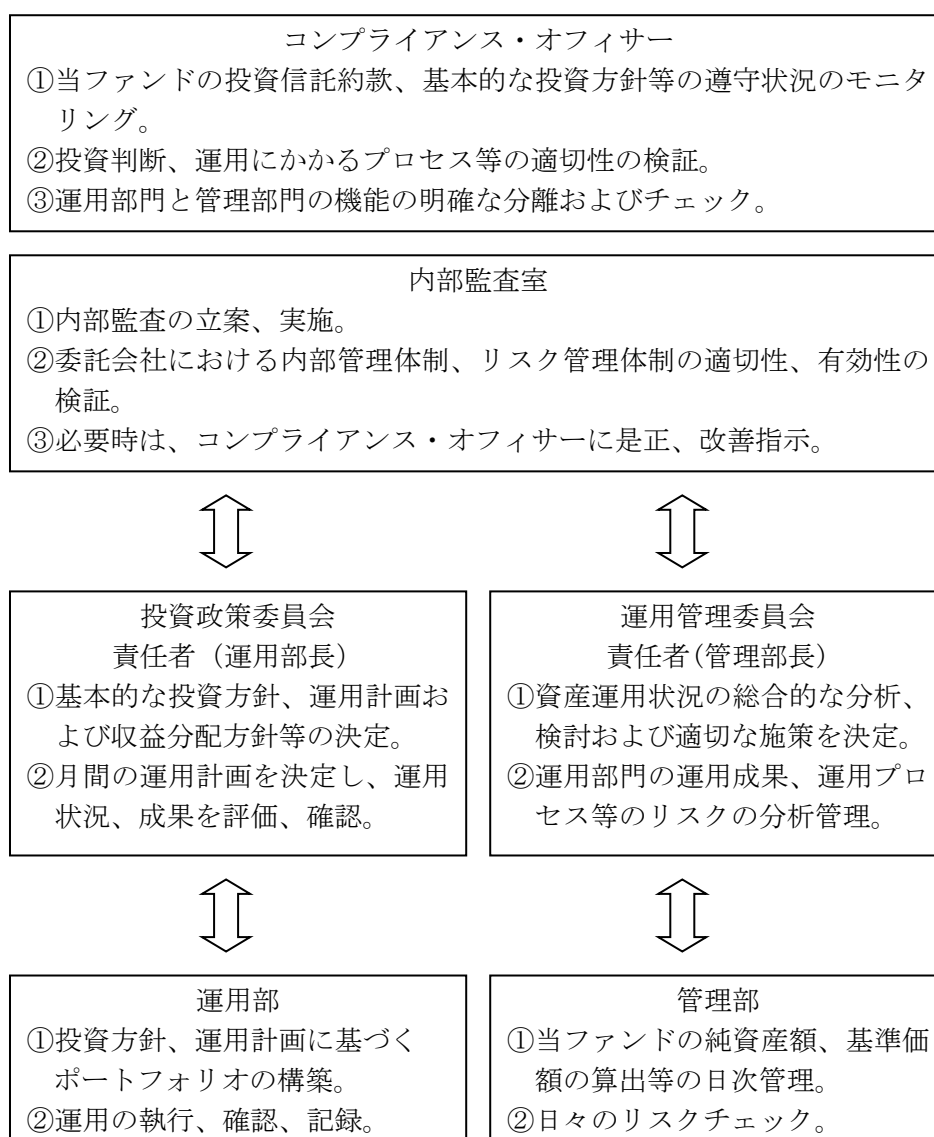 コンプライアンス・オフィサー
①当ファンドの投資信託約款、基本的な投資方針等の遵守状況のモニタ
リング。
②投資判断、運用にかかるプロセス等の適切性の検証。
③運用部門と管理部門の機能の明確な分離およびチェック。
内部監査室
①内部監査の立案、実施。
②委託会社における内部管理体制、リスク管理体制の適切性、有効性の
検証。
③必要時は、コンプライアンス・オフィサーに是正、改善指示。
投資政策委員会
責任者（運用部長）
①基本的な投資方針、運用計画お
よび収益分配方針等の決定。
②月間の運用計画を決定し、運用
状況、成果を評価、確認。
運用管理委員会
責任者(管理部長)
①資産運用状況の総合的な分析、
検討および適切な施策を決定。
②運用部門の運用成果、運用プロ
セス等のリスクの分析管理。
運用部
①投資方針、運用計画に基づく
ポートフォリオの構築。
②運用の執行、確認、記録。
管理部
①当ファンドの純資産額、基準価
額の算出等の日次管理。
②日々のリスクチェック。